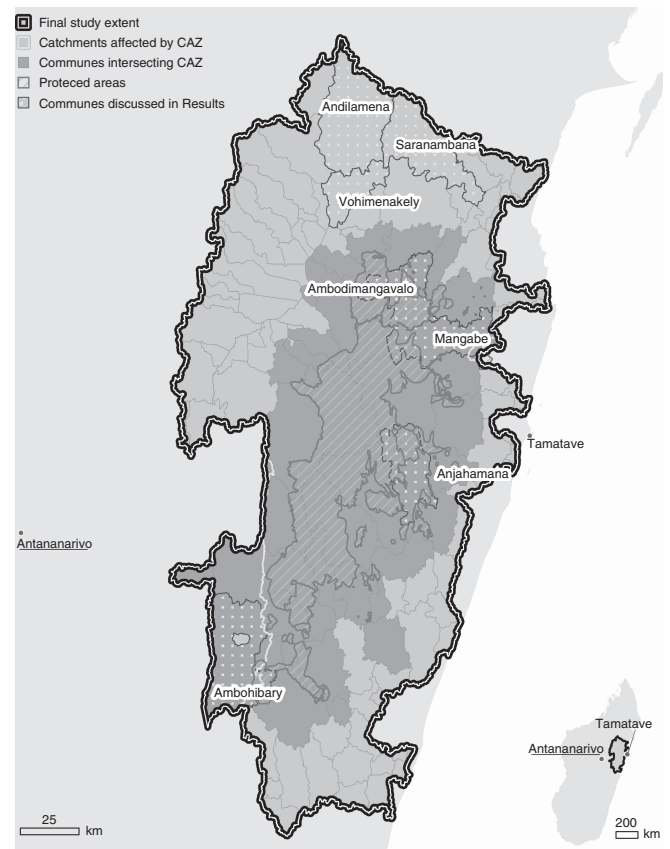 Final study extent
Catchments affected by CAZ
Communes intersecting CAZ
Proteced areas
Communes discussed in Results
Andilamena
Saranambana
Vohimenakely
Ambodimangavalo
Mangabe
Tamatave
Anjahamana
Antananarivo
Ambohibary
Tamatave
Antananarivo
25
km
200
km